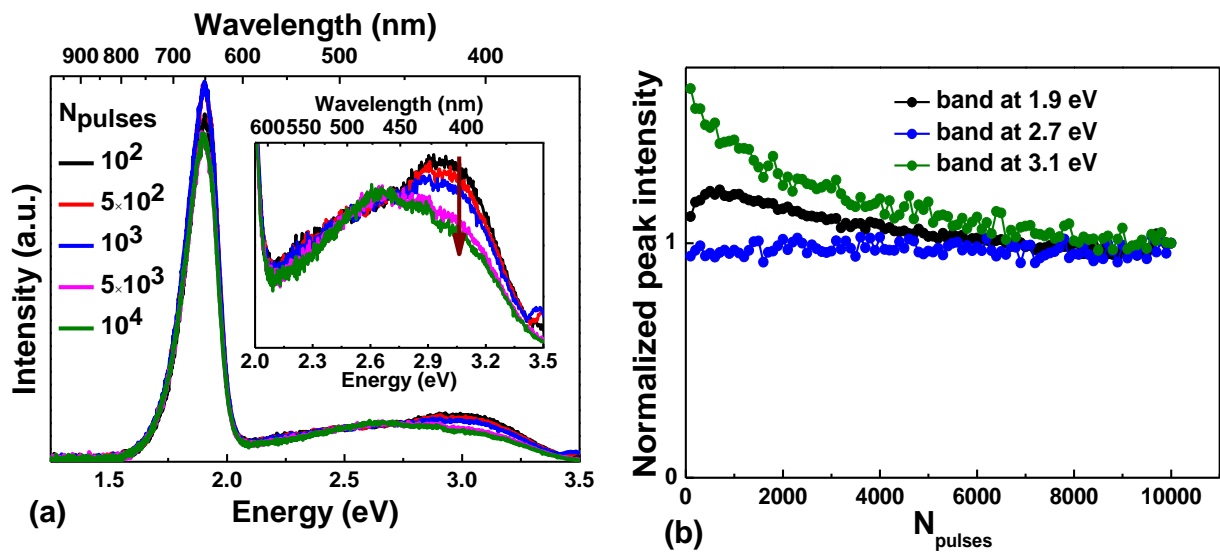 Wavelength (nm)
900 800 700 600 500 400
Intensity (a.u.)
N_pulses
10^2
5×10^2
10^3
5×10^3
10^4
Wavelength (nm)
600 550 500 450 400
2.0 2.3 2.6 2.9 3.2 3.5
Energy (eV)
1.5 2.0 2.5 3.0 3.5
(a) Energy (eV)
Normalized peak intensity
1
0
band at 1.9 eV
band at 2.7 eV
band at 3.1 eV
0 2000 4000 6000 8000 10000
(b) N_pulses